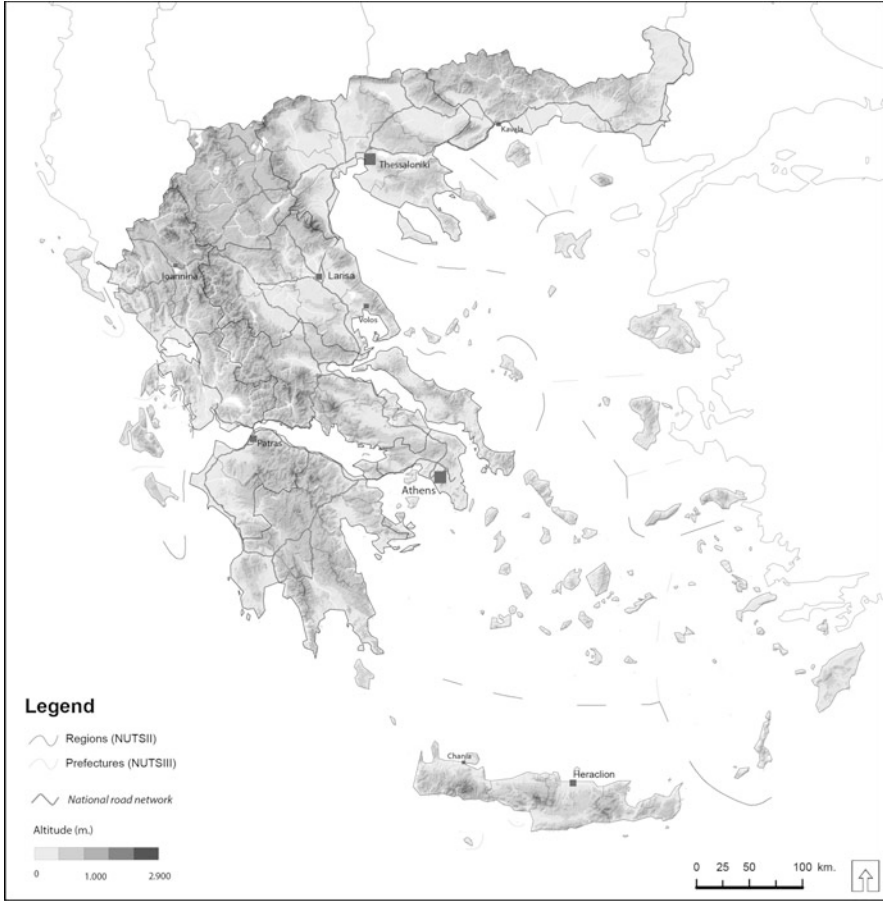 Kavala
Thessaloniki
Ioannina
Larisa
Volos
Patras
Athens
Legend
Regions (NUTSII)
Prefectures (NUTSIII)
National road network
Altitude (m.)
0 1.000 2.900
Chania
Heraclion
0 25 50 100 km.